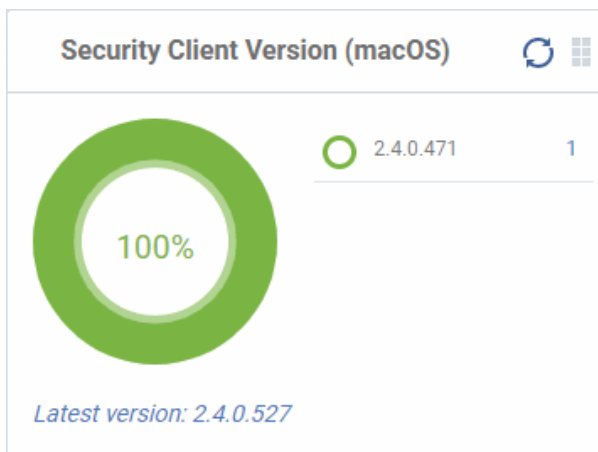 Security Client Version (macOS)
2.4.0.471 1
100%
Latest version: 2.4.0.527